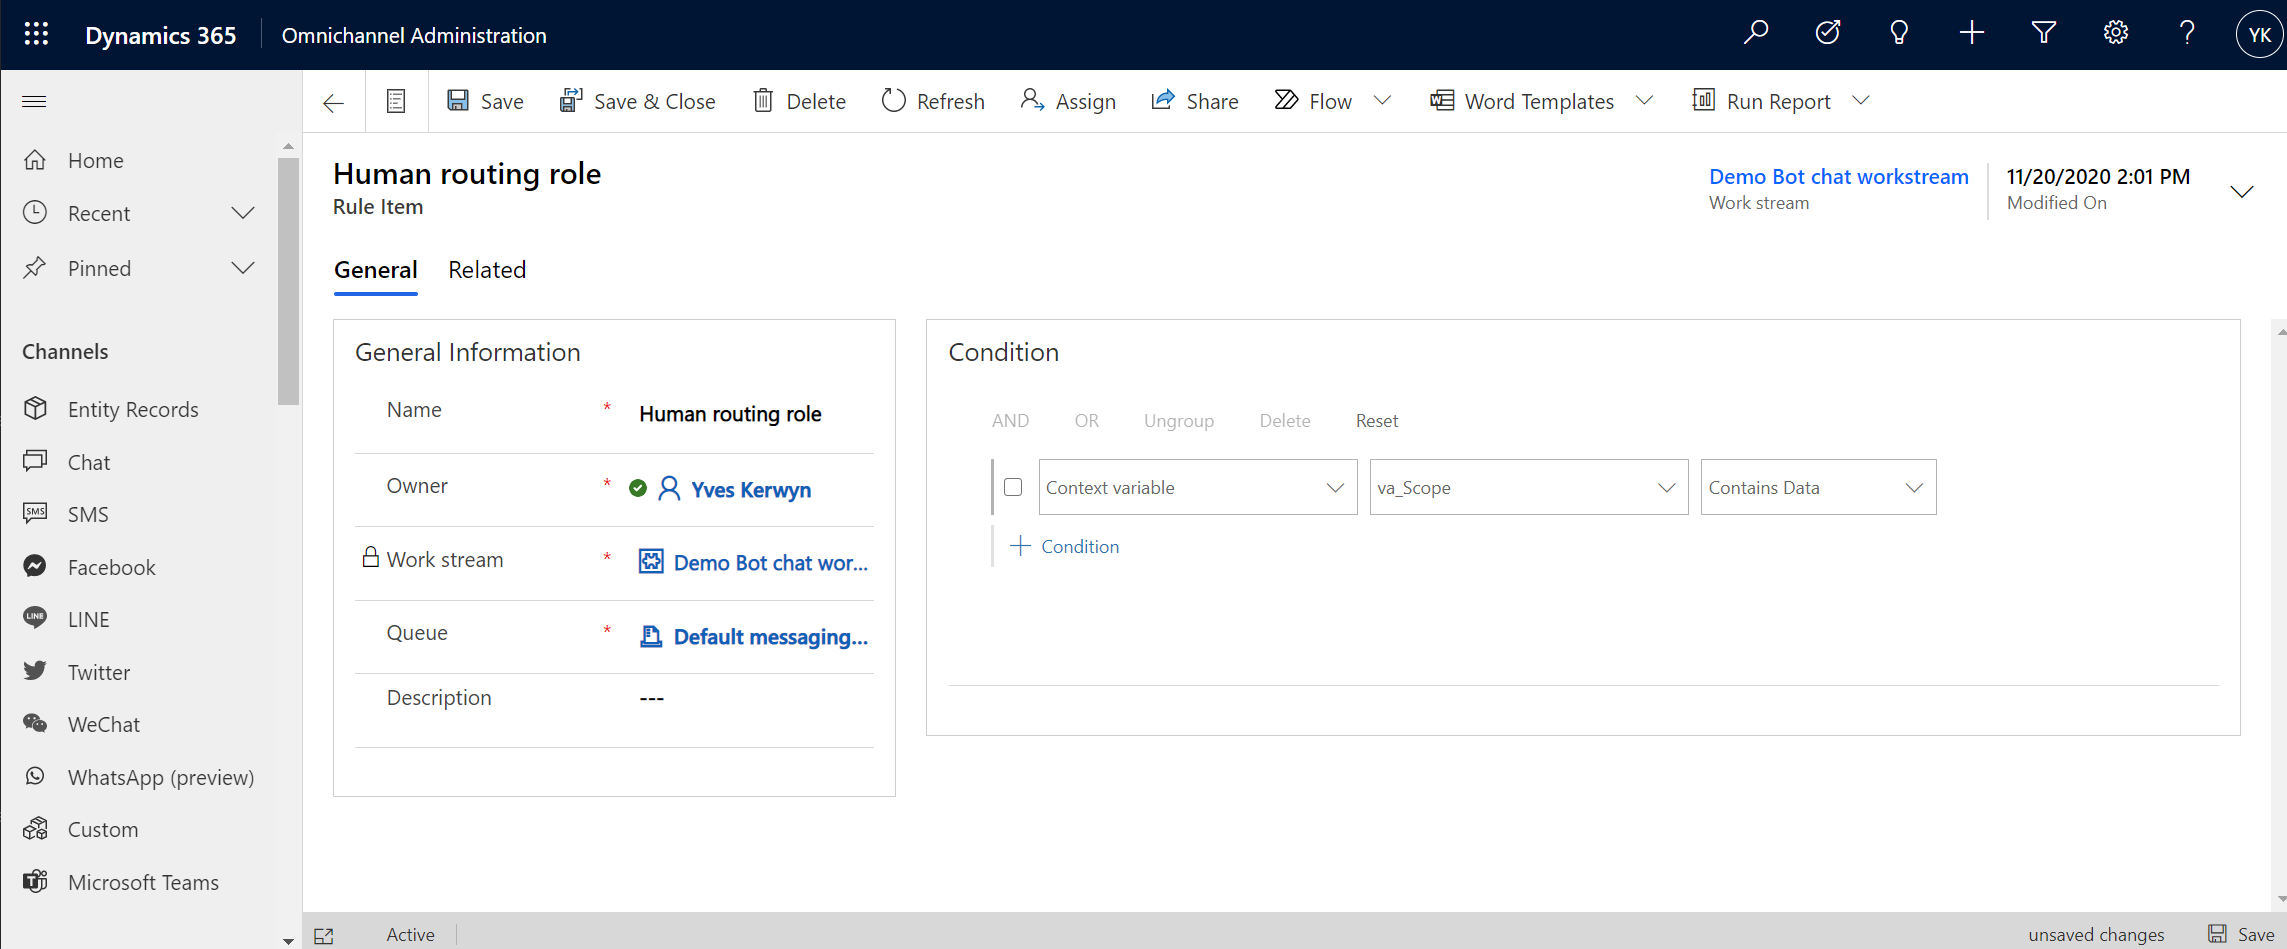 Dynamics 365
Omnichannel Administration
YK
Save
Save & Close
Delete
Refresh
Assign
Share
Flow
Word Templates
Run Report
Home
Recent
Pinned
Channels
Entity Records
Chat
SMS
SMS
Facebook
LINE
LINE
Twitter
WeChat
WhatsApp (preview)
Custom
Microsoft Teams
Human routing role
Rule Item
Demo Bot chat workstream
Work stream
11/20/2020 2:01 PM
Modified On
General
Related
General Information
Name * Human routing role
Owner * Yves Kerwyn
Work stream * Demo Bot chat wor...
Queue * Default messaging...
Description ---
Condition
AND OR Ungroup Delete Reset
Context variable va_Scope Contains Data
Condition
Active
unsaved changes
Save